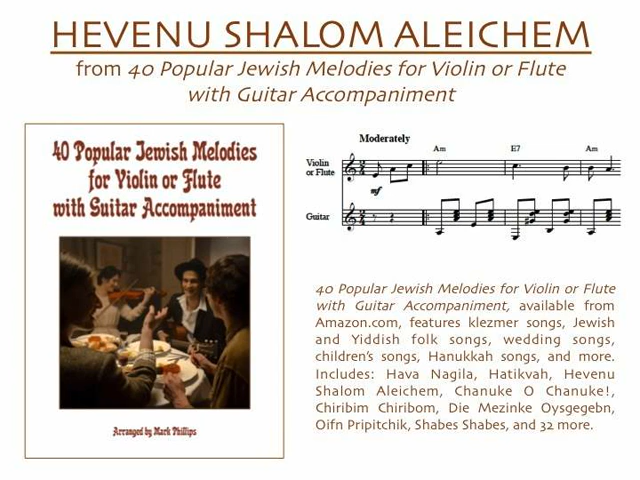 HEVENU SHALOM ALEICHEM
from 40 Popular Jewish Melodies for Violin or Flute
with Guitar Accompaniment
40 Popular Jewish Melodies
for Violin or Flute
with Guitar Accompaniment
Arranged by Mark Phillips
Moderately
Am E7 Am
Violin
or Flute
2
4
mf
Guitar
2
4
40 Popular Jewish Melodies for Violin or Flute
with Guitar Accompaniment, available from
Amazon.com, features klezmer songs, Jewish
and Yiddish folk songs, wedding songs,
children's songs, Hanukkah songs, and more.
Includes: Hava Nagila, Hatikvah, Hevenu
Shalom Aleichem, Chanuke O Chanuke!,
Chiribim Chiribom, Die Mezinke Oysgegebn,
Oifn Pripitchik, Shabes Shabes, and 32 more.